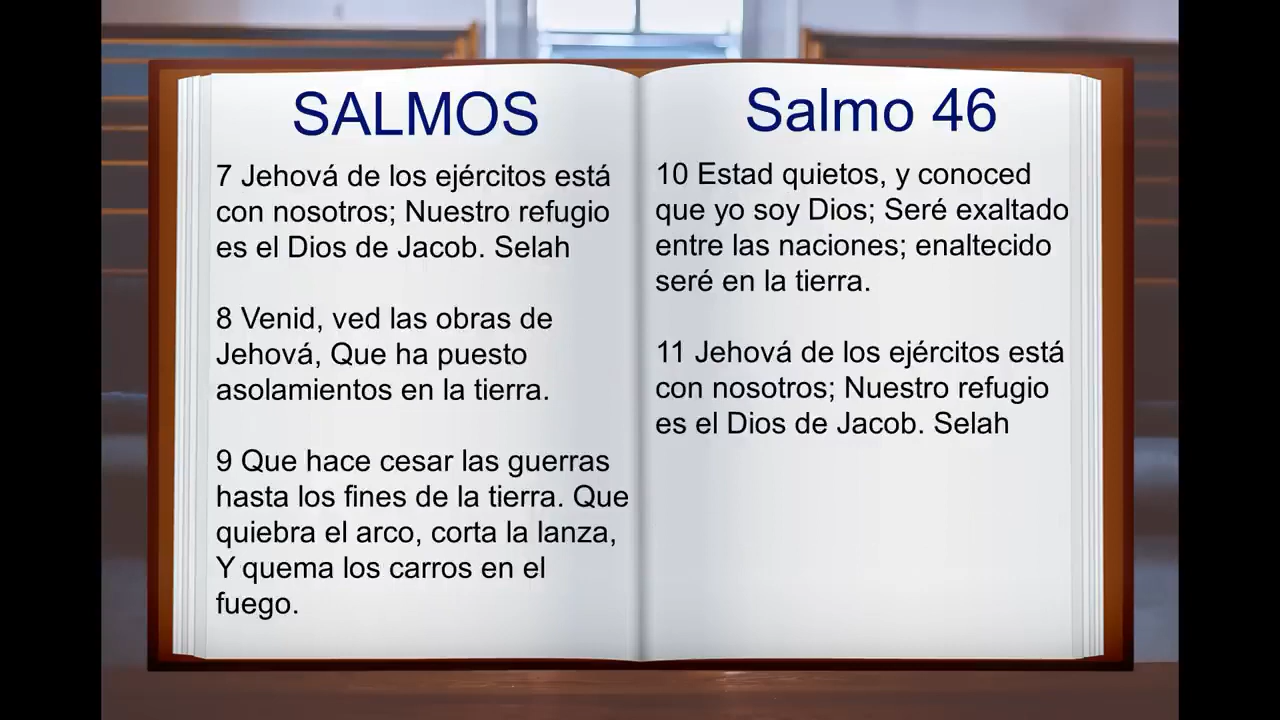 SALMOS
7 Jehová de los ejércitos está
con nosotros; Nuestro refugio
es el Dios de Jacob. Selah
8 Venid, ved las obras de
Jehová, Que ha puesto
asolamientos en la tierra.
9 Que hace cesar las guerras
hasta los fines de la tierra. Que
quiebra el arco, corta la lanza,
Y quema los carros en el
fuego.
Salmo 46
10 Estad quietos, y conoced
que yo soy Dios; Seré exaltado
entre las naciones; enaltecido
seré en la tierra.
11 Jehová de los ejércitos está
con nosotros; Nuestro refugio
es el Dios de Jacob. Selah